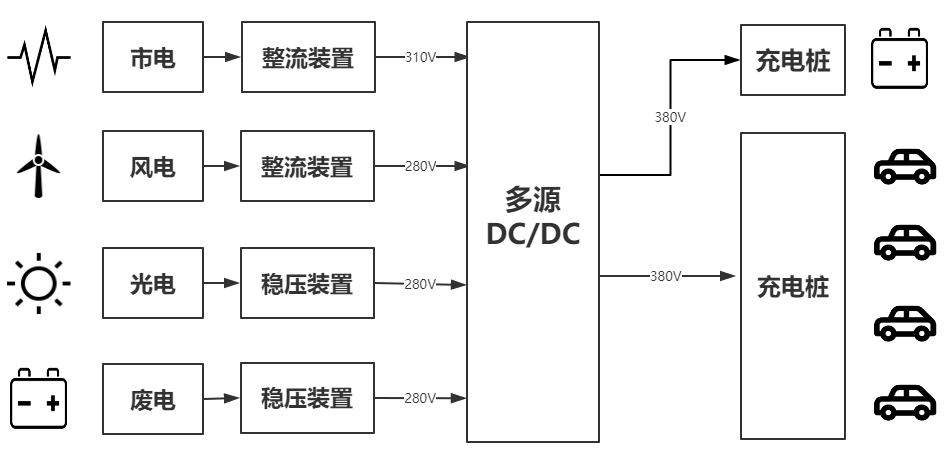 市电
整流装置
310V
风电
整流装置
280V
光电
稳压装置
280V
废电
稳压装置
280V
多源
DC/DC
380V
充电桩
380V
充电桩